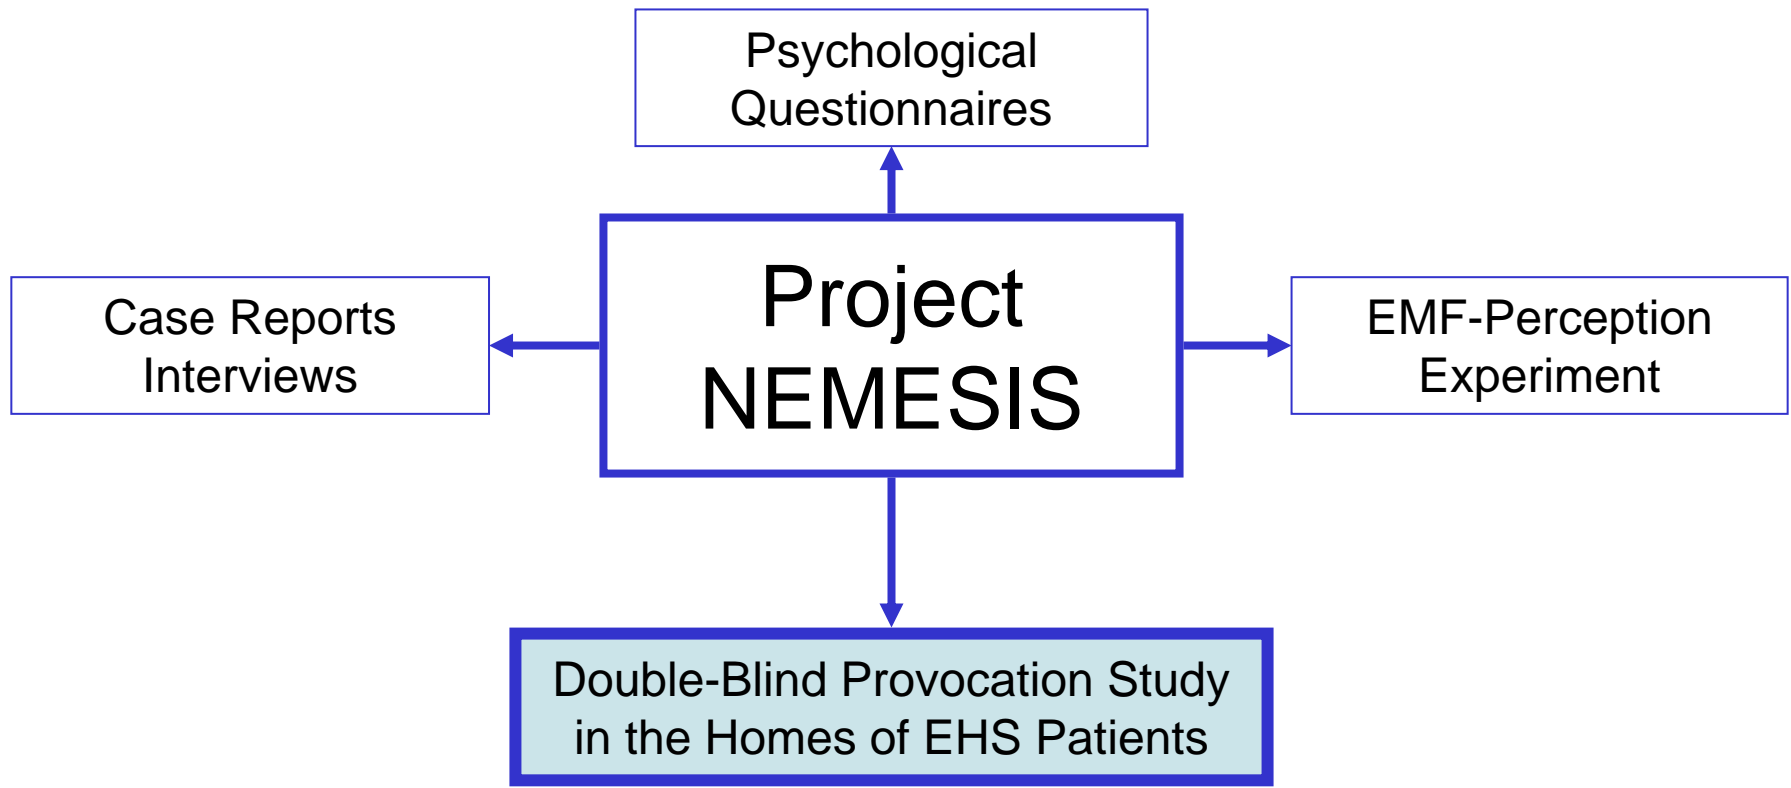 Psychological
Questionnaires
Project
NEMESIS
Case Reports
Interviews
EMF-Perception
Experiment
Double-Blind Provocation Study
in the Homes of EHS Patients